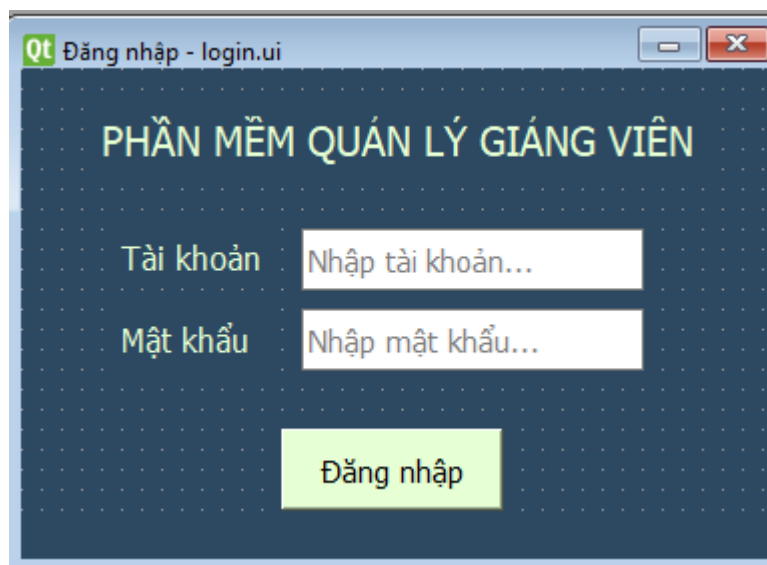 Qt Đăng nhập - login.ui
PHẦN MỀM QUẢN LÝ GIẢNG VIÊN
Tài khoản Nhập tài khoản...
Mật khẩu Nhập mật khẩu...
Đăng nhập